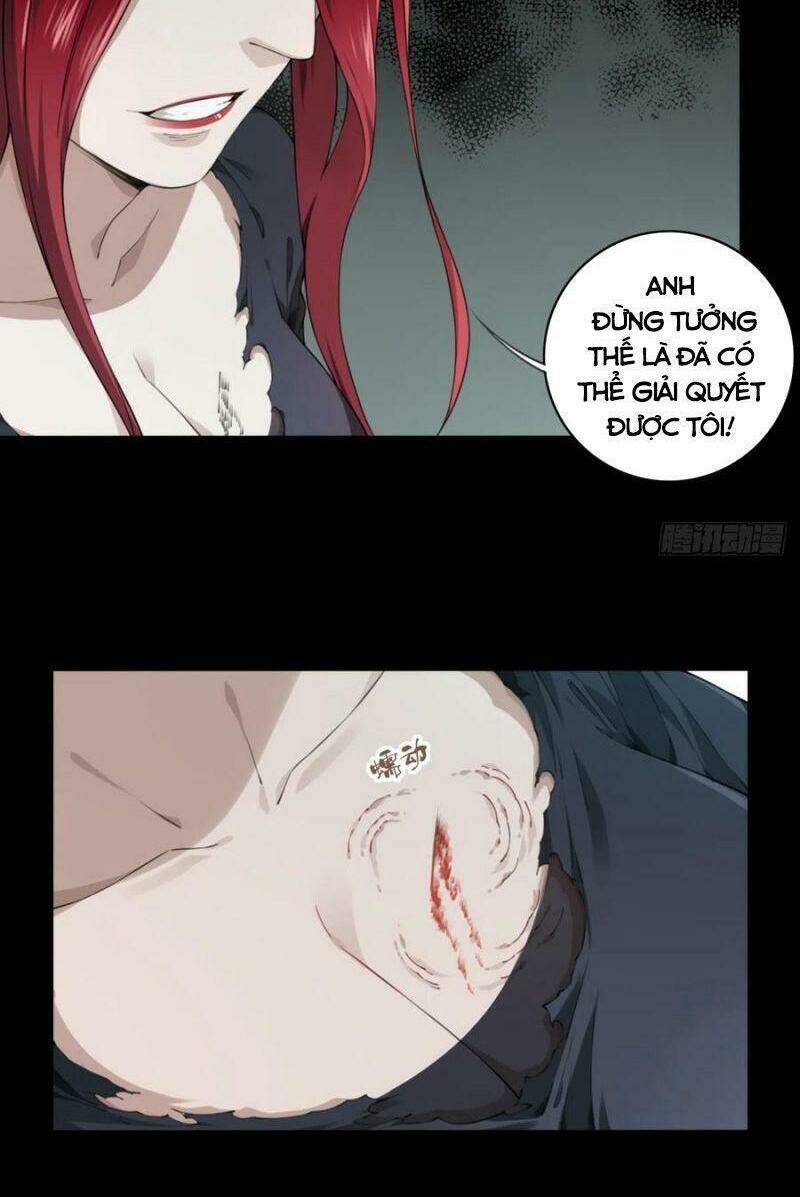 ANH
ĐỪNG TƯỞNG
THẾ LÀ ĐÃ CÓ
THỂ GIẢI QUYẾT
ĐƯỢC TÔI!
腾讯动漫
蠕动